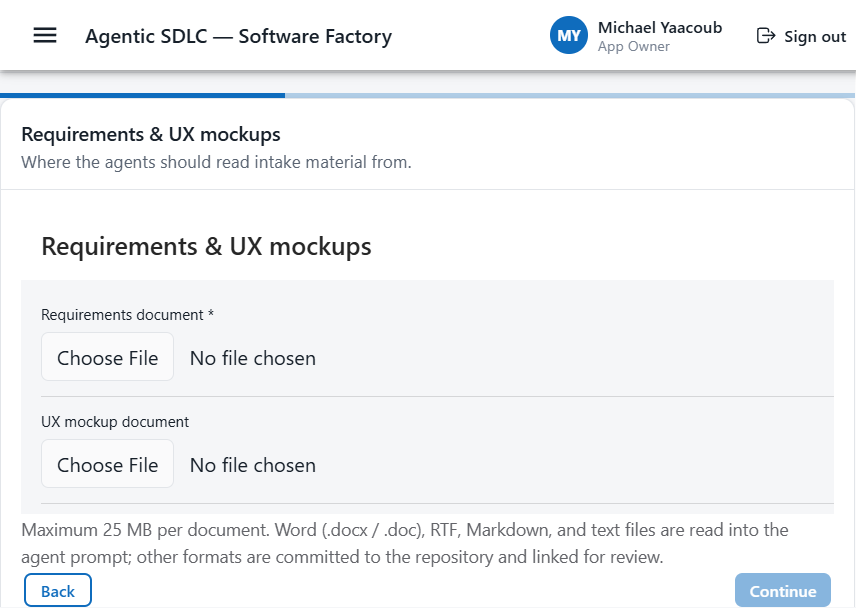 Agentic SDLC — Software Factory
MY
Michael Yaacoub
App Owner
Sign out
Requirements & UX mockups
Where the agents should read intake material from.
Requirements & UX mockups
Requirements document *
Choose File No file chosen
UX mockup document
Choose File No file chosen
Maximum 25 MB per document. Word (.docx / .doc), RTF, Markdown, and text files are read into the
agent prompt; other formats are committed to the repository and linked for review.
Back
Continue